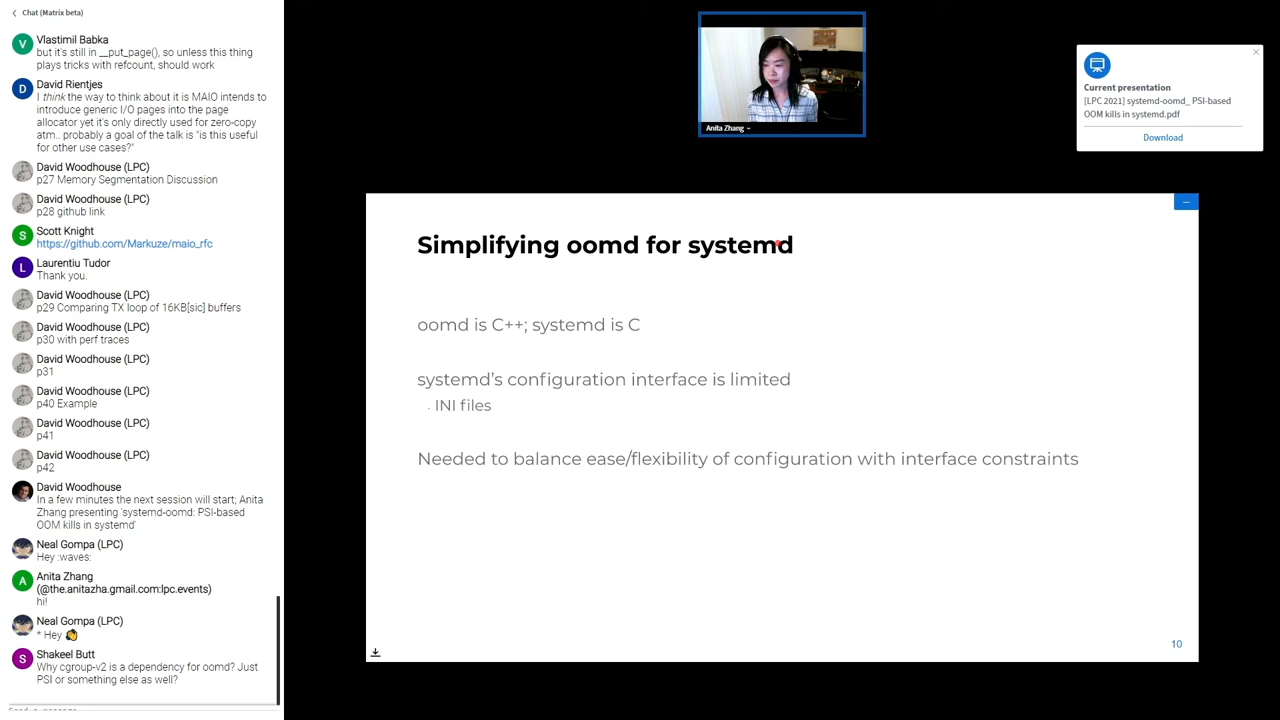 Chat (Matrix beta)
V
Vlastimil Babka
but it's still in __put_page(), so unless this thing
plays tricks with refcount, should work
D
David Rientjes
I think the way to think about it is MAIO intends to
introduce generic I/O pages into the page
allocator yet it's only directly used for zero-copy
atm.. probably a goal of the talk is "is this useful
for other use cases?"
David Woodhouse (LPC)
p27 Memory Segmentation Discussion
David Woodhouse (LPC)
p28 github link
S
Scott Knight
https://github.com/Markuze/maio_rfc
L
Laurentiu Tudor
Thank you.
David Woodhouse (LPC)
p29 Comparing TX loop of 16KB[sic] buffers
David Woodhouse (LPC)
p30 with perf traces
David Woodhouse (LPC)
p31
David Woodhouse (LPC)
p40 Example
David Woodhouse (LPC)
p41
David Woodhouse (LPC)
p42
David Woodhouse
In a few minutes the next session will start; Anita
Zhang presenting 'systemd-oomd: PSI-based
OOM kills in systemd'
Neal Gompa (LPC)
Hey :waves:
A
Anita Zhang
(@the.anitazha.gmail.com:lpc.events)
hi!
Neal Gompa (LPC)
* Hey 👏
S
Shakeel Butt
Why cgroup-v2 is a dependency for oomd? Just
PSI or something else as well?
Send a message
Anita Zhang
Current presentation
[LPC 2021] systemd-oomd_ PSI-based
OOM kills in systemd.pdf
Download
Simplifying oomd for systemd
oomd is C++; systemd is C
systemd's configuration interface is limited
· INI files
Needed to balance ease/flexibility of configuration with interface constraints
10